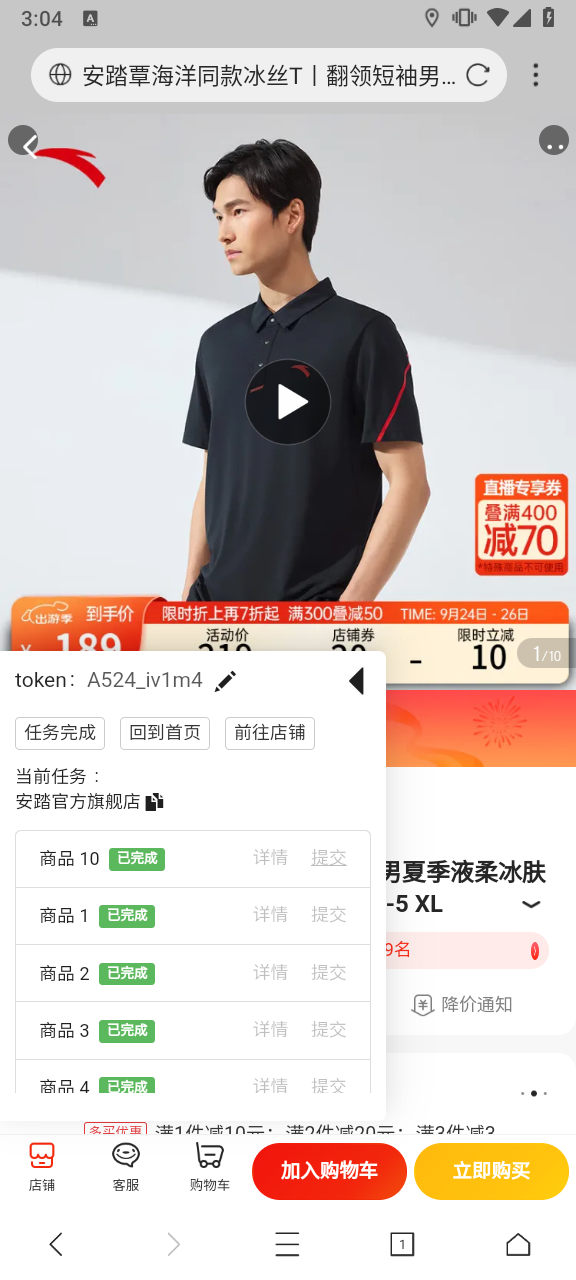 3:04
安踏覃海洋同款冰丝T丨翻领短袖男...
直播专享券
叠满400
减70
*特殊商品不可使用
出游季 到手价 限时折上再7折起 满300叠减50 TIME: 9月24日 - 26日
活动价 店铺券 限时立减
10
1/10
token: A524_iv1m4
任务完成 回到首页 前往店铺
当前任务：
安踏官方旗舰店
商品 10 已完成 详情 提交
商品 1 已完成 详情 提交
商品 2 已完成 详情 提交
商品 3 已完成 详情 提交
商品 4 已完成 详情 提交
男夏季液柔冰肤
-5 XL
9名
降价通知
多买优惠 满1件减10元；满2件减20元；满3件减3
店铺 客服 购物车 加入购物车 立即购买
1